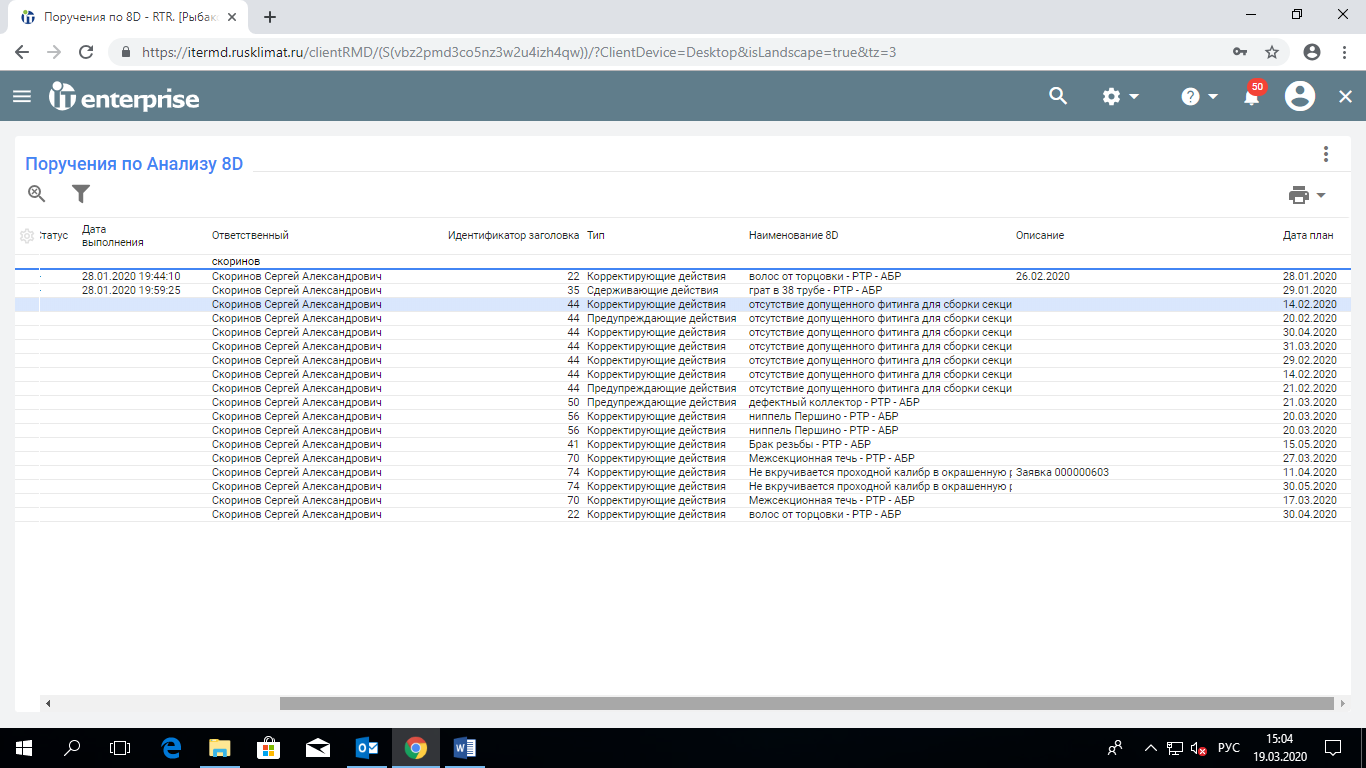 Поручения по 8D - RTR. [Рыбак
https://itermd.rusklimat.ru/clientRMD/(S(vbz2pmd3co5nz3w2u4izh4qw))/?ClientDevice=Desktop&isLandscape=true&tz=3
iT enterprise
50
Поручения по Анализу 8D
татус Дата выполнения Ответственный Идентификатор заголовка Тип Наименование 8D Описание Дата план
скоринов
28.01.2020 19:44:10 Скоринов Сергей Александрович 22 Корректирующие действия волос от торцовки - РТР - АБР 26.02.2020 28.01.2020
28.01.2020 19:59:25 Скоринов Сергей Александрович 35 Сдерживающие действия грат в 38 трубе - РТР - АБР 29.01.2020
Скоринов Сергей Александрович 44 Корректирующие действия отсутствие допущенного фитинга для сборки секци 14.02.2020
Скоринов Сергей Александрович 44 Предупреждающие действия отсутствие допущенного фитинга для сборки секци 20.02.2020
Скоринов Сергей Александрович 44 Корректирующие действия отсутствие допущенного фитинга для сборки секци 30.04.2020
Скоринов Сергей Александрович 44 Корректирующие действия отсутствие допущенного фитинга для сборки секци 31.03.2020
Скоринов Сергей Александрович 44 Корректирующие действия отсутствие допущенного фитинга для сборки секци 29.02.2020
Скоринов Сергей Александрович 44 Корректирующие действия отсутствие допущенного фитинга для сборки секци 14.02.2020
Скоринов Сергей Александрович 44 Предупреждающие действия отсутствие допущенного фитинга для сборки секци 21.02.2020
Скоринов Сергей Александрович 50 Предупреждающие действия дефектный коллектор - РТР - АБР 21.03.2020
Скоринов Сергей Александрович 56 Корректирующие действия ниппель Першино - РТР - АБР 20.03.2020
Скоринов Сергей Александрович 56 Корректирующие действия ниппель Першино - РТР - АБР 20.03.2020
Скоринов Сергей Александрович 41 Корректирующие действия Брак резьбы - РТР - АБР 15.05.2020
Скоринов Сергей Александрович 70 Корректирующие действия Межсекционная течь - РТР - АБР 27.03.2020
Скоринов Сергей Александрович 74 Корректирующие действия Не вкручивается проходной калибр в окрашенную р Заявка 000000603 11.04.2020
Скоринов Сергей Александрович 74 Корректирующие действия Не вкручивается проходной калибр в окрашенную р 30.05.2020
Скоринов Сергей Александрович 70 Корректирующие действия Межсекционная течь - РТР - АБР 17.03.2020
Скоринов Сергей Александрович 22 Корректирующие действия волос от торцовки - РТР - АБР 30.04.2020
РУС
15:04
19.03.2020